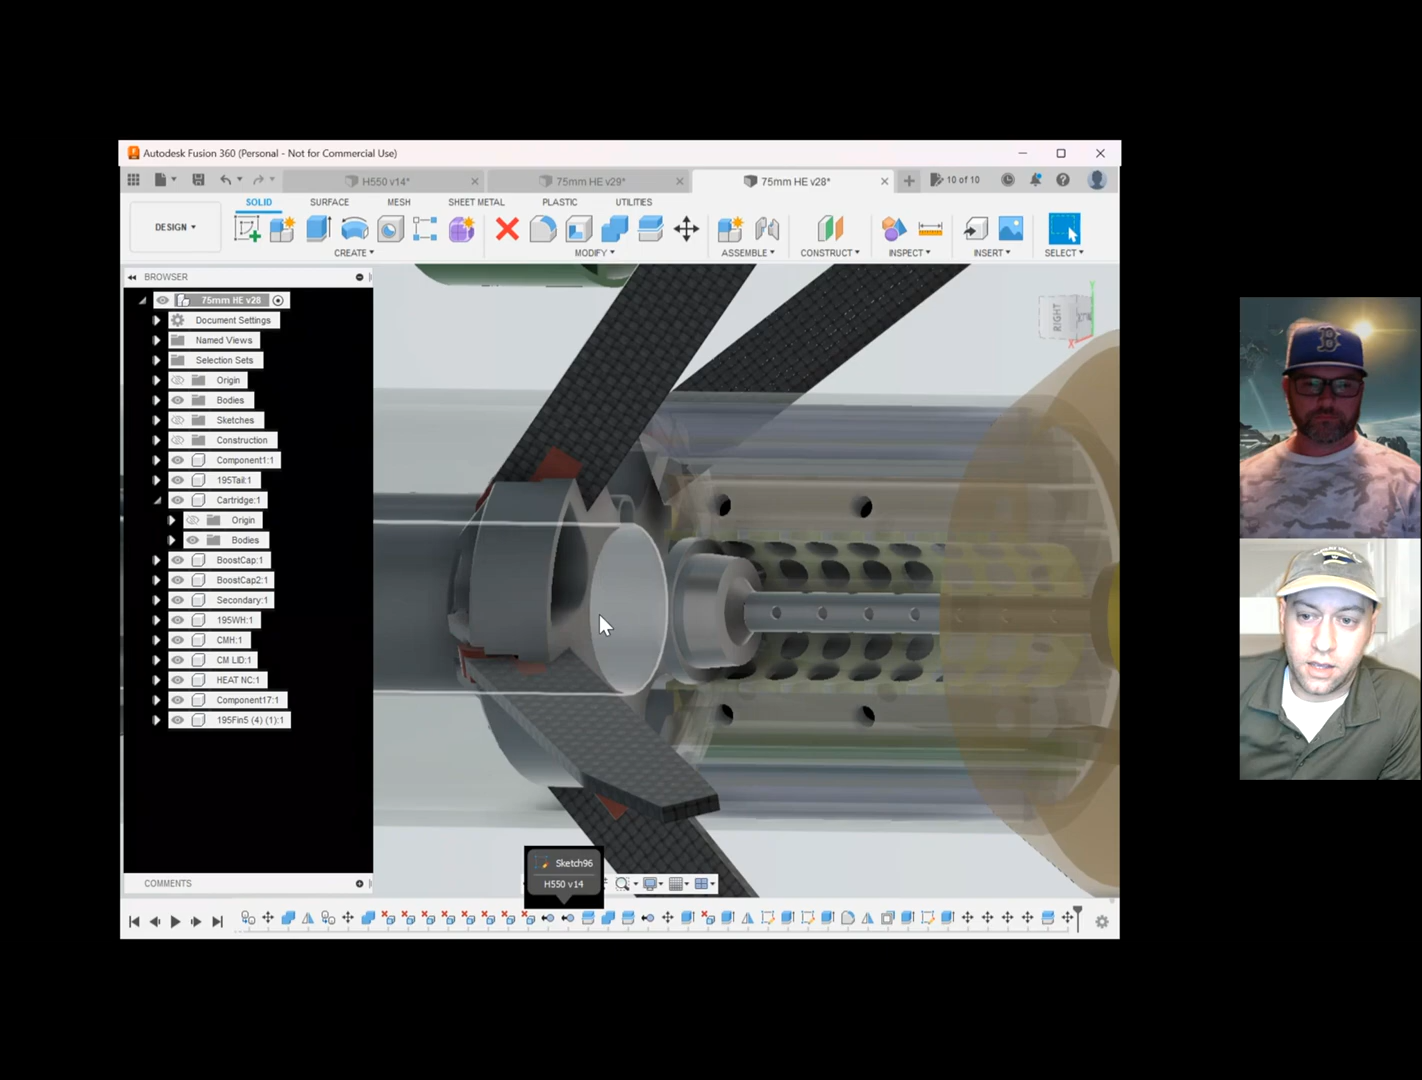 Autodesk Fusion 360 (Personal - Not for Commercial Use)
H550 v14*
75mm HE v29*
75mm HE v28*
10 of 10
SOLID
SURFACE
MESH
SHEET METAL
PLASTIC
UTILITIES
DESIGN
CREATE
MODIFY
ASSEMBLE
CONSTRUCT
INSPECT
INSERT
SELECT
BROWSER
75mm HE v28
Document Settings
Named Views
Selection Sets
Origin
Bodies
Sketches
Construction
Component1:1
195Tail:1
Cartridge:1
Origin
Bodies
BoostCap:1
BoostCap2:1
Secondary:1
195WH:1
CMH:1
CM LID:1
HEAT NC:1
Component17:1
195Fin5 (4) (1):1
RIGHT
Y
X
B
Sketch96
H550 v14
COMMENTS